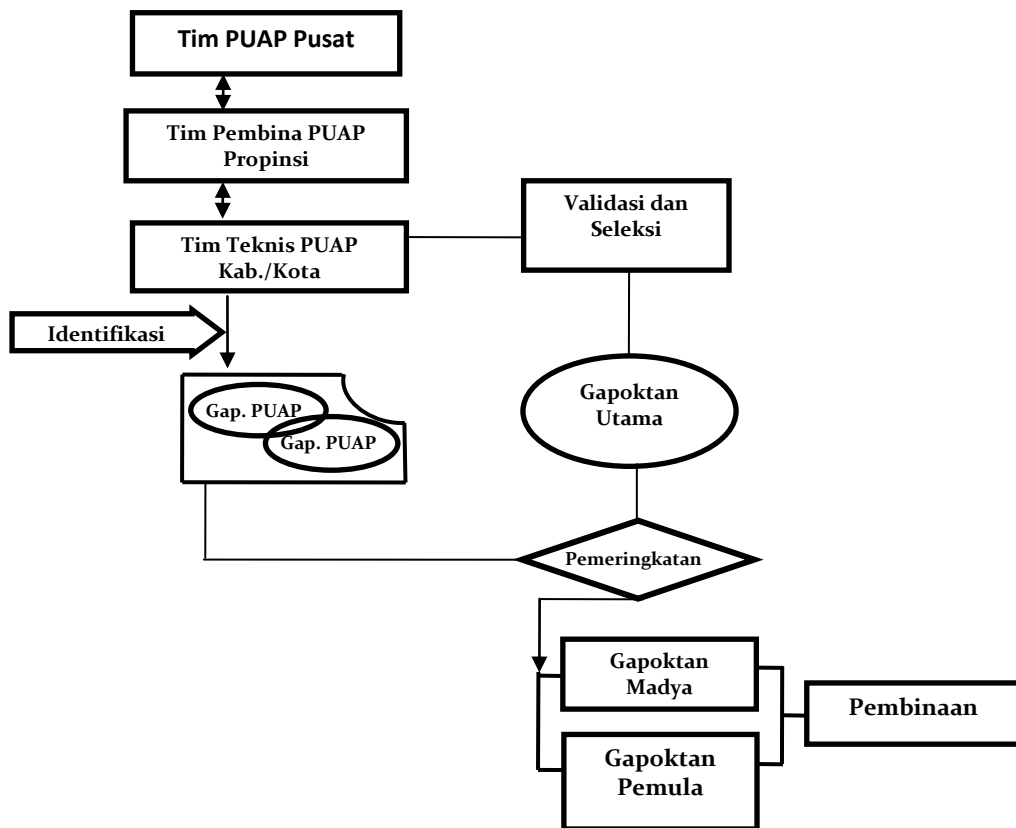 Tim PUAP Pusat
Tim Pembina PUAP
Propinsi
Validasi dan
Seleksi
Tim Teknis PUAP
Kab./Kota
Identifikasi
Gap. PUAP
Gap. PUAP
Gapoktan
Utama
Pemeringkatan
Gapoktan
Madya
Pembinaan
Gapoktan
Pemula